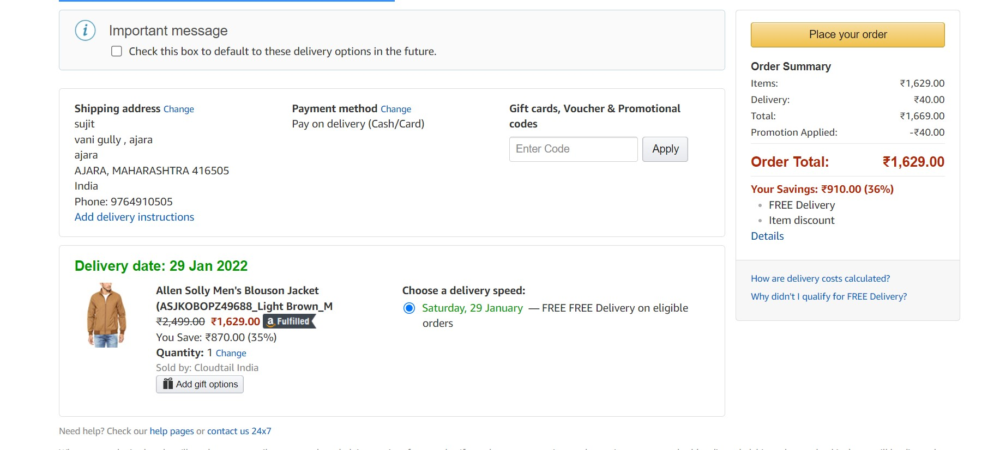 Important message
Check this box to default to these delivery options in the future.
Shipping address Change
sujit
vani gully , ajara
ajara
AJARA, MAHARASHTRA 416505
India
Phone: 9764910505
Add delivery instructions
Payment method Change
Pay on delivery (Cash/Card)
Gift cards, Voucher & Promotional
codes
Enter Code
Apply
Delivery date: 29 Jan 2022
Allen Solly Men's Blouson Jacket
(ASJKOBOPZ49688_Light Brown_M
₹2,499.00 ₹1,629.00 a Fulfilled
You Save: ₹870.00 (35%)
Quantity: 1 Change
Sold by: Cloudtail India
Add gift options
Choose a delivery speed:
Saturday, 29 January — FREE FREE Delivery on eligible
orders
Need help? Check our help pages or contact us 24x7
Place your order
Order Summary
Items: ₹1,629.00
Delivery: ₹40.00
Total: ₹1,669.00
Promotion Applied: -₹40.00
Order Total: ₹1,629.00
Your Savings: ₹910.00 (36%)
FREE Delivery
Item discount
Details
How are delivery costs calculated?
Why didn't I qualify for FREE Delivery?